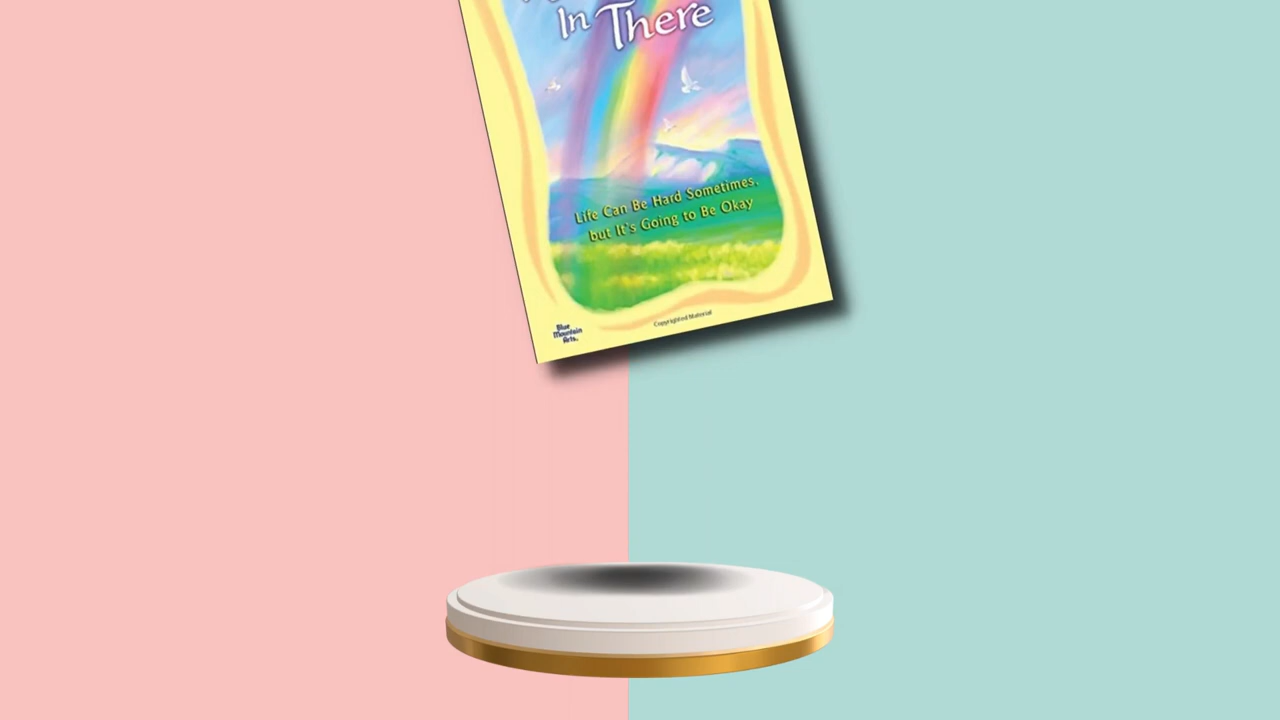 In There
Life Can Be Hard Sometimes,
but It's Going to Be Okay
Copyrighted Material
Blue
Mountain
Arts